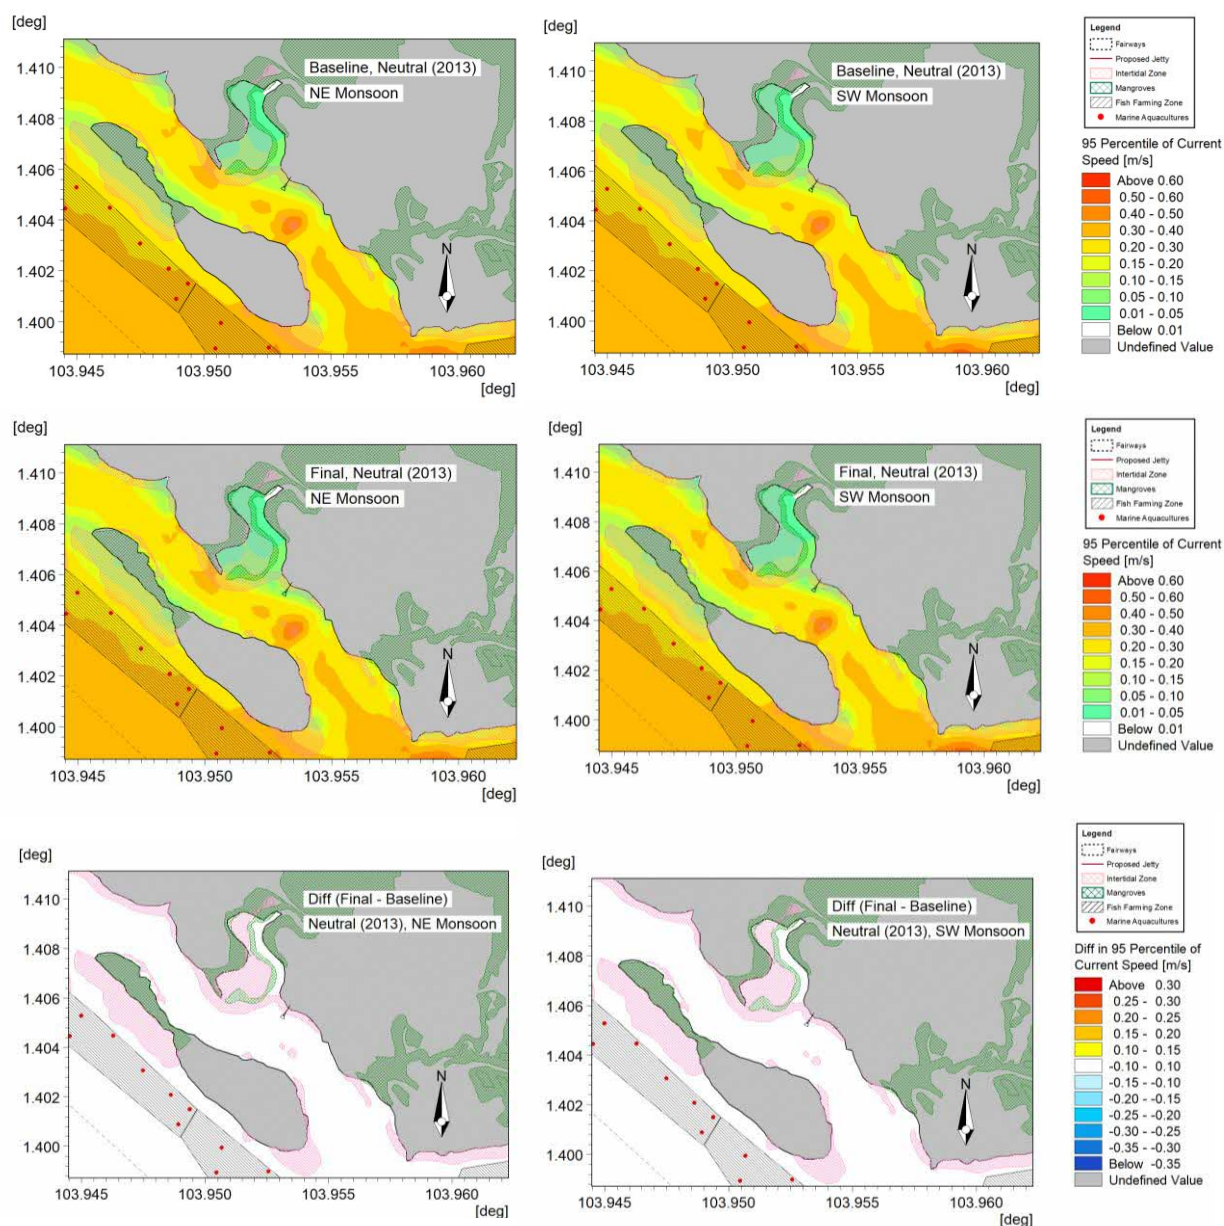 [deg]
[deg]
1.410
1.408
1.406
1.404
1.402
1.400
Baseline, Neutral (2013)
NE Monsoon
N
103.945
103.950
103.955
103.960
[deg]
1.410
1.408
1.406
1.404
1.402
1.400
Baseline, Neutral (2013)
SW Monsoon
N
103.945
103.950
103.955
103.960
[deg]
Legend
Fairways
Proposed Jetty
Intertidal Zone
Mangroves
Fish Farming Zone
Marine Aquacultures
95 Percentile of Current
Speed [m/s]
Above 0.60
0.50 - 0.60
0.40 - 0.50
0.30 - 0.40
0.20 - 0.30
0.15 - 0.20
0.10 - 0.15
0.05 - 0.10
0.01 - 0.05
Below 0.01
Undefined Value
[deg]
[deg]
1.410
1.408
1.406
1.404
1.402
1.400
Final, Neutral (2013)
NE Monsoon
N
103.945
103.950
103.955
103.960
[deg]
1.410
1.408
1.406
1.404
1.402
1.400
Final, Neutral (2013)
SW Monsoon
N
103.945
103.950
103.955
103.960
[deg]
Legend
Fairways
Proposed Jetty
Intertidal Zone
Mangroves
Fish Farming Zone
Marine Aquacultures
95 Percentile of Current
Speed [m/s]
Above 0.60
0.50 - 0.60
0.40 - 0.50
0.30 - 0.40
0.20 - 0.30
0.15 - 0.20
0.10 - 0.15
0.05 - 0.10
0.01 - 0.05
Below 0.01
Undefined Value
[deg]
[deg]
1.410
1.408
1.406
1.404
1.402
1.400
Diff (Final - Baseline)
Neutral (2013), NE Monsoon
N
103.945
103.950
103.955
103.960
[deg]
1.410
1.408
1.406
1.404
1.402
1.400
Diff (Final - Baseline)
Neutral (2013), SW Monsoon
N
103.945
103.950
103.955
103.960
[deg]
Legend
Fairways
Proposed Jetty
Intertidal Zone
Mangroves
Fish Farming Zone
Marine Aquacultures
Diff in 95 Percentile of
Current Speed [m/s]
Above 0.30
0.25 - 0.30
0.20 - 0.25
0.15 - 0.20
0.10 - 0.15
-0.10 - 0.10
-0.15 - -0.10
-0.20 - -0.15
-0.25 - -0.20
-0.30 - -0.25
-0.35 - -0.30
Below -0.35
Undefined Value